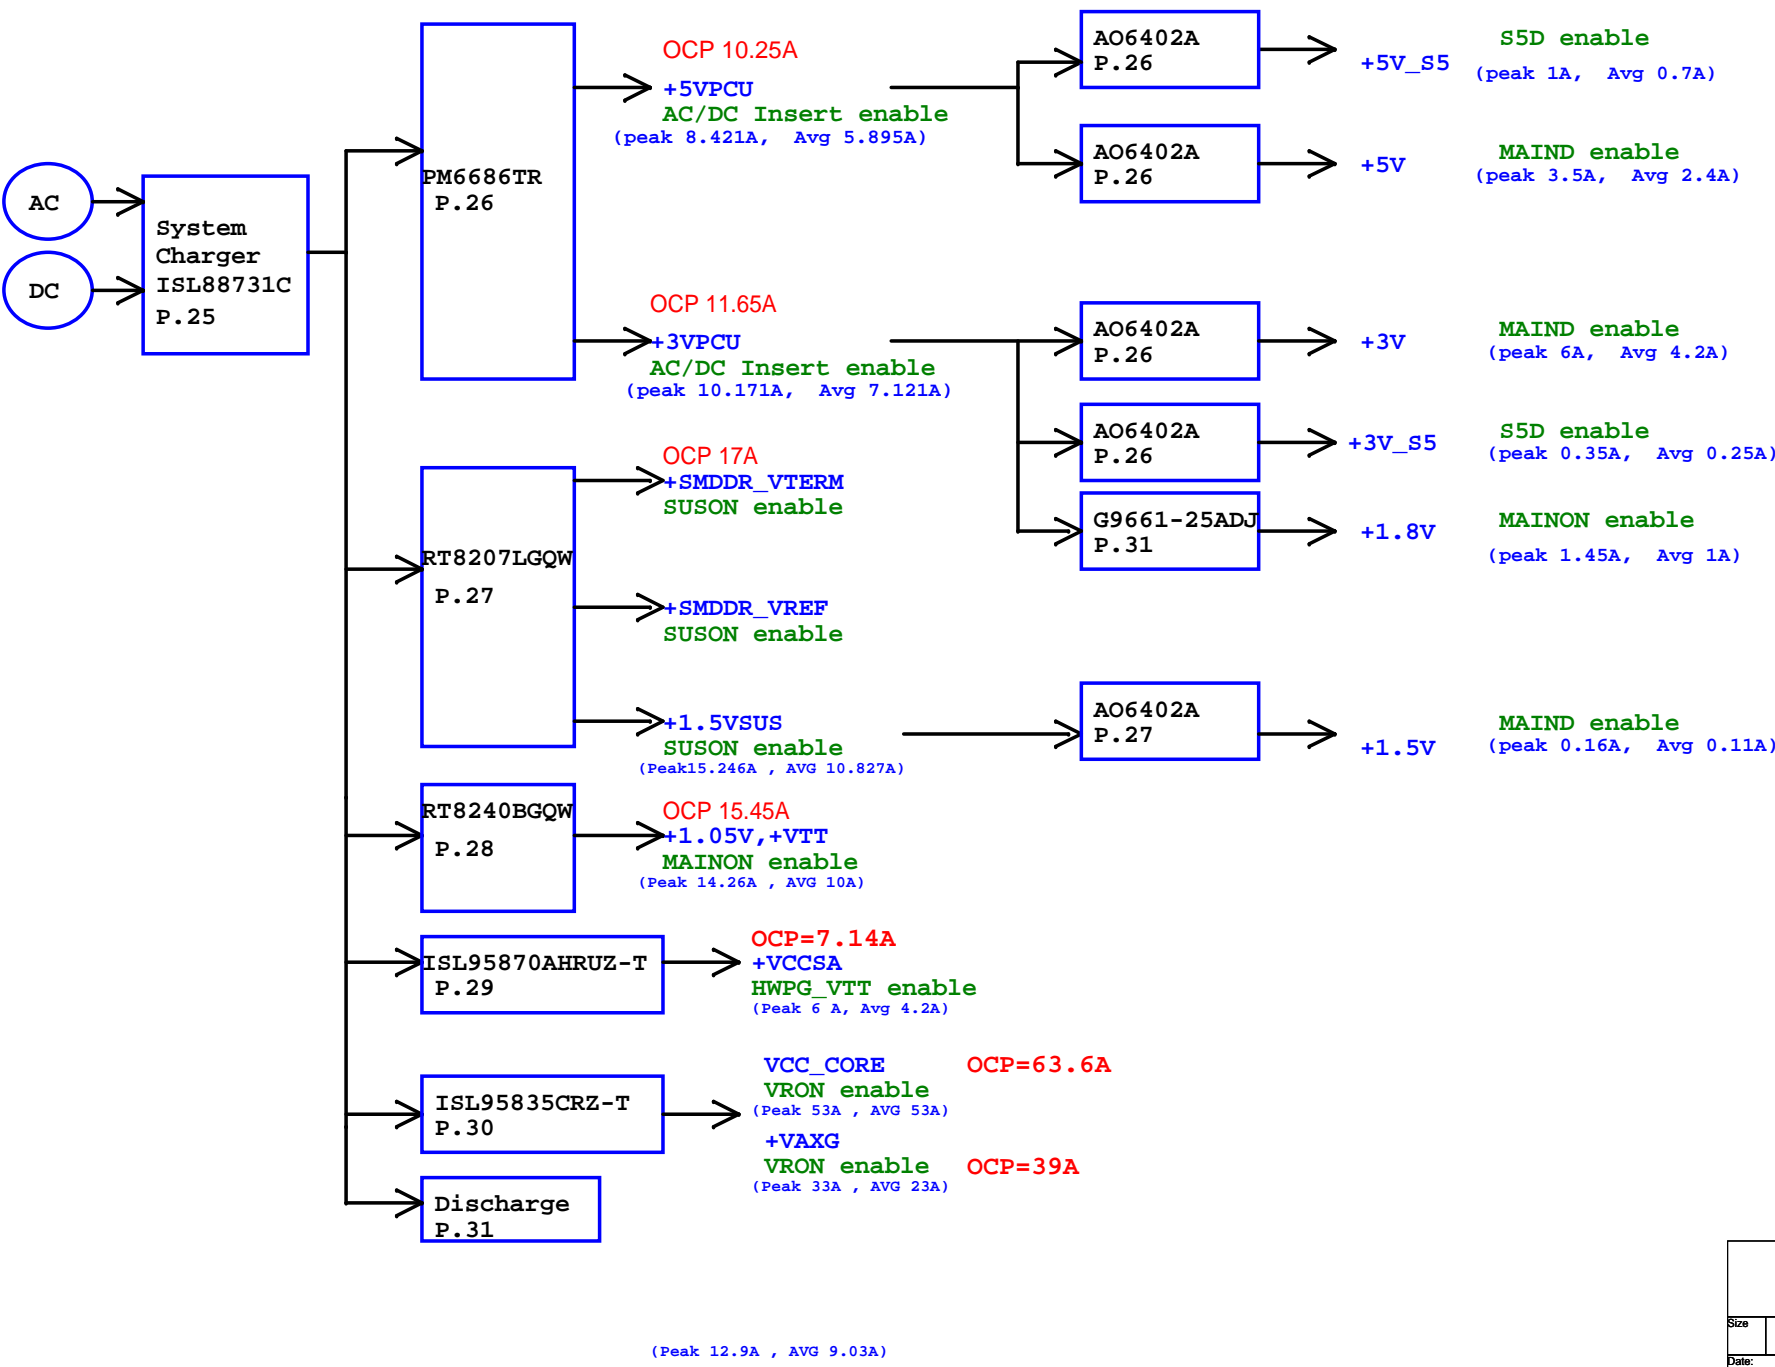 AC
DC
System
Charger
ISL88731C
P.25
PM6686TR
P.26
OCP 10.25A
+5VPCU
AC/DC Insert enable
(peak 8.421A, Avg 5.895A)
AO6402A
P.26
+5V_S5
S5D enable
(peak 1A, Avg 0.7A)
AO6402A
P.26
+5V
MAIND enable
(peak 3.5A, Avg 2.4A)
OCP 11.65A
+3VPCU
AC/DC Insert enable
(peak 10.171A, Avg 7.121A)
AO6402A
P.26
+3V
MAIND enable
(peak 6A, Avg 4.2A)
AO6402A
P.26
+3V_S5
S5D enable
(peak 0.35A, Avg 0.25A)
G9661-25ADJ
P.31
+1.8V
MAINON enable
(peak 1.45A, Avg 1A)
RT8207LGQW
P.27
OCP 17A
+SMDDR_VTERM
SUSON enable
+SMDDR_VREF
SUSON enable
+1.5VSUS
SUSON enable
(Peak15.246A , AVG 10.827A)
AO6402A
P.27
+1.5V
MAIND enable
(peak 0.16A, Avg 0.11A)
RT8240BGQW
P.28
OCP 15.45A
+1.05V,+VTT
MAINON enable
(Peak 14.26A , AVG 10A)
ISL95870AHRUZ-T
P.29
OCP=7.14A
+VCCSA
HWPG_VTT enable
(Peak 6 A, Avg 4.2A)
ISL95835CRZ-T
P.30
VCC_CORE OCP=63.6A
VRON enable
(Peak 53A , AVG 53A)
+VAXG
VRON enable OCP=39A
(Peak 33A , AVG 23A)
Discharge
P.31
(Peak 12.9A , AVG 9.03A)
Size
Date: